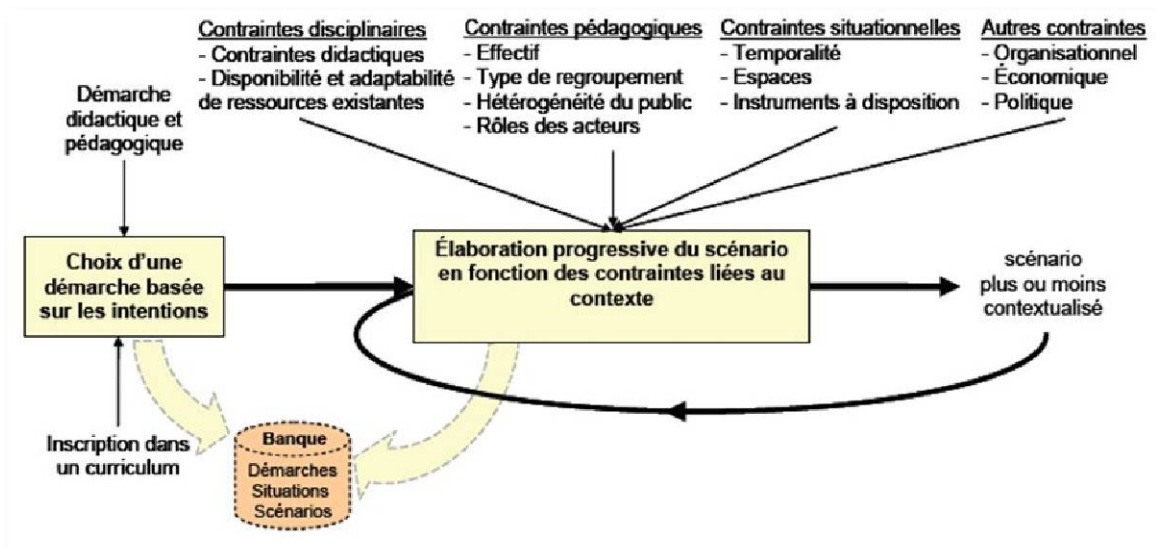 Contraintes disciplinaires
- Contraintes didactiques
- Disponibilité et adaptabilité
de ressources existantes
Contraintes pédagogiques
- Effectif
- Type de regroupement
- Hétérogénéité du public
- Rôles des acteurs
Contraintes situationnelles
- Temporalité
- Espaces
- Instruments à disposition
Autres contraintes
- Organisationnel
- Économique
- Politique
Démarche
didactique et
pédagogique
Choix d'une
démarche basée
sur les intentions
Élaboration progressive du scénario
en fonction des contraintes liées au
contexte
scénario
plus ou moins
contextualisé
Inscription dans
un curriculum
Banque
Démarches
Situations
Scénarios